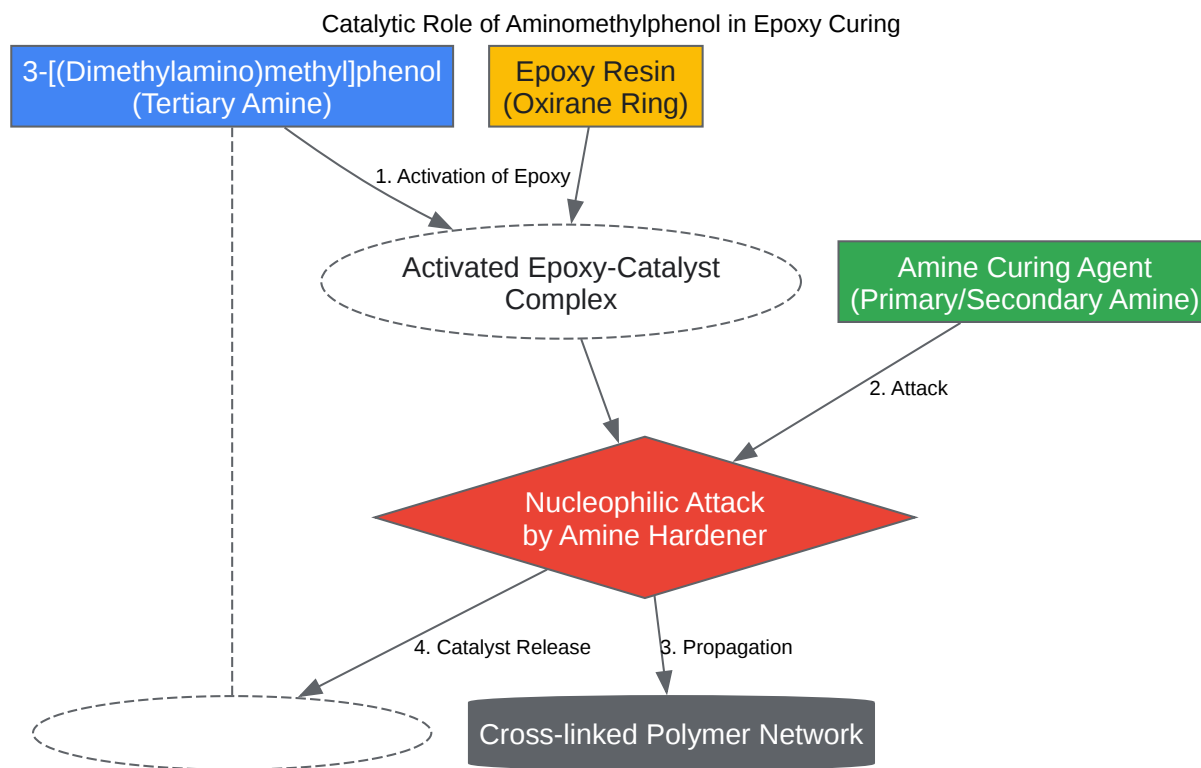 Catalytic Role of Aminomethylphenol in Epoxy Curing
3-[(Dimethylamino)methyl]phenol
(Tertiary Amine)
Epoxy Resin
(Oxirane Ring)
1. Activation of Epoxy
Activated Epoxy-Catalyst
Complex
Amine Curing Agent
(Primary/Secondary Amine)
2. Attack
Nucleophilic Attack
by Amine Hardener
4. Catalyst Release
3. Propagation
Cross-linked Polymer Network